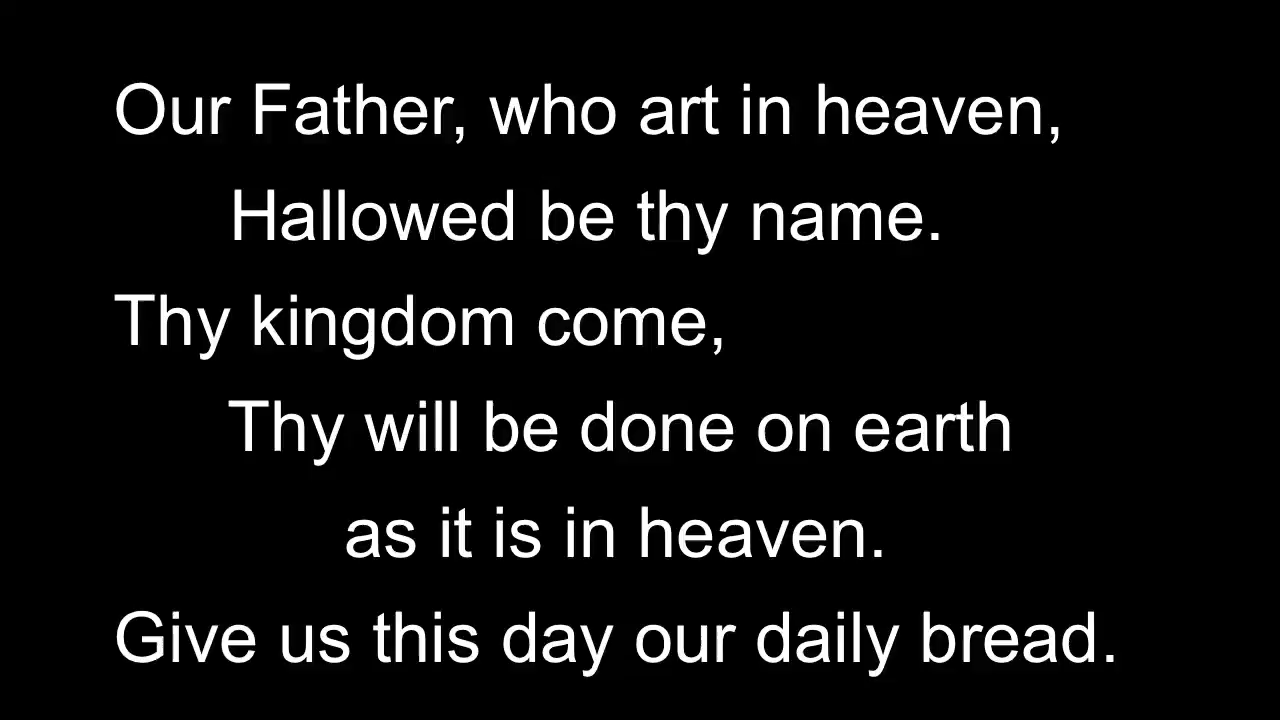 Our Father, who art in heaven,
Hallowed be thy name.
Thy kingdom come,
Thy will be done on earth
as it is in heaven.
Give us this day our daily bread.